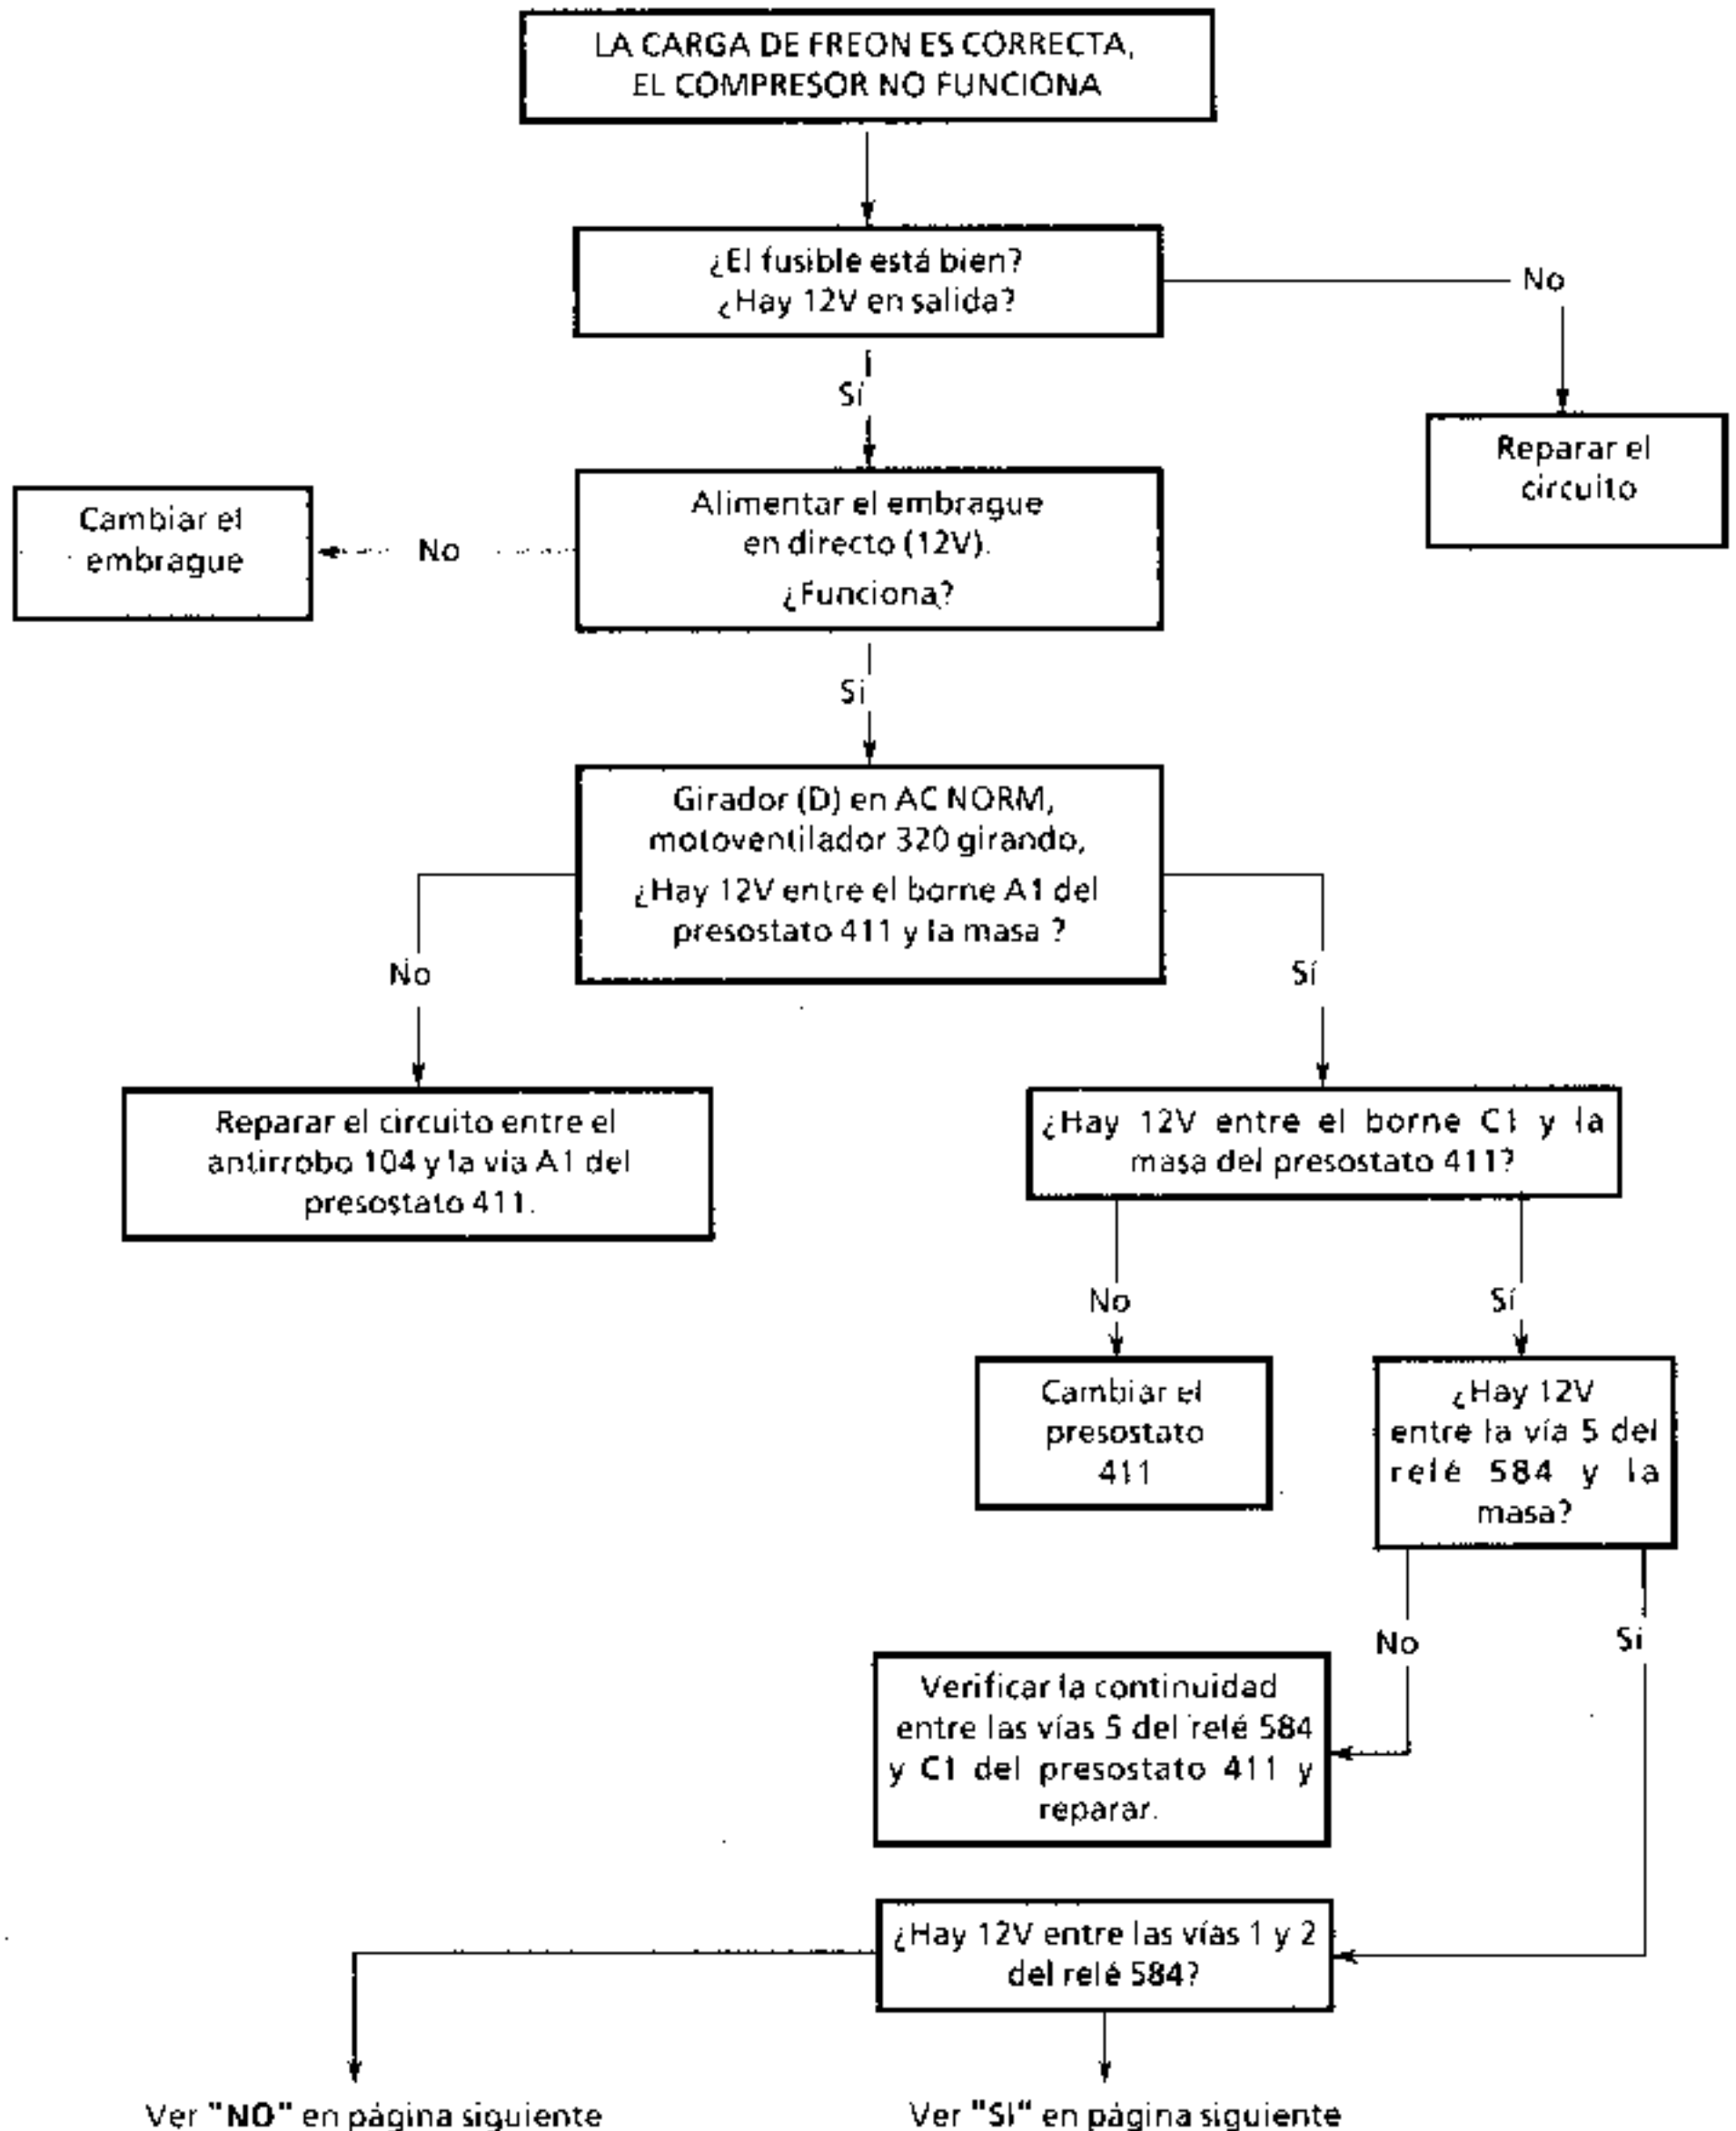 LA CARGA DE FREON ES CORRECTA,
EL COMPRESOR NO FUNCIONA
¿El fusible está bien?
¿Hay 12V en salida?
No
Sí
Reparar el
circuito
Alimentar el embrague
en directo (12V).
¿Funciona?
No
Cambiar el
embrague
Si
Girador (D) en AC NORM,
motoventilador 320 girando,
¿Hay 12V entre el borne A1 del
presostato 411 y la masa ?
No
Sí
Reparar el circuito entre el
antirrobo 104 y la vía A1 del
presostato 411.
¿Hay 12V entre el borne C1 y la
masa del presostato 411?
No
Sí
Cambiar el
presostato
411
¿Hay 12V
entre la vía 5 del
relé 584 y la
masa?
No
Si
Verificar la continuidad
entre las vías 5 del relé 584
y C1 del presostato 411 y
reparar.
¿Hay 12V entre las vías 1 y 2
del relé 584?
Ver "NO" en página siguiente
Ver "SI" en página siguiente